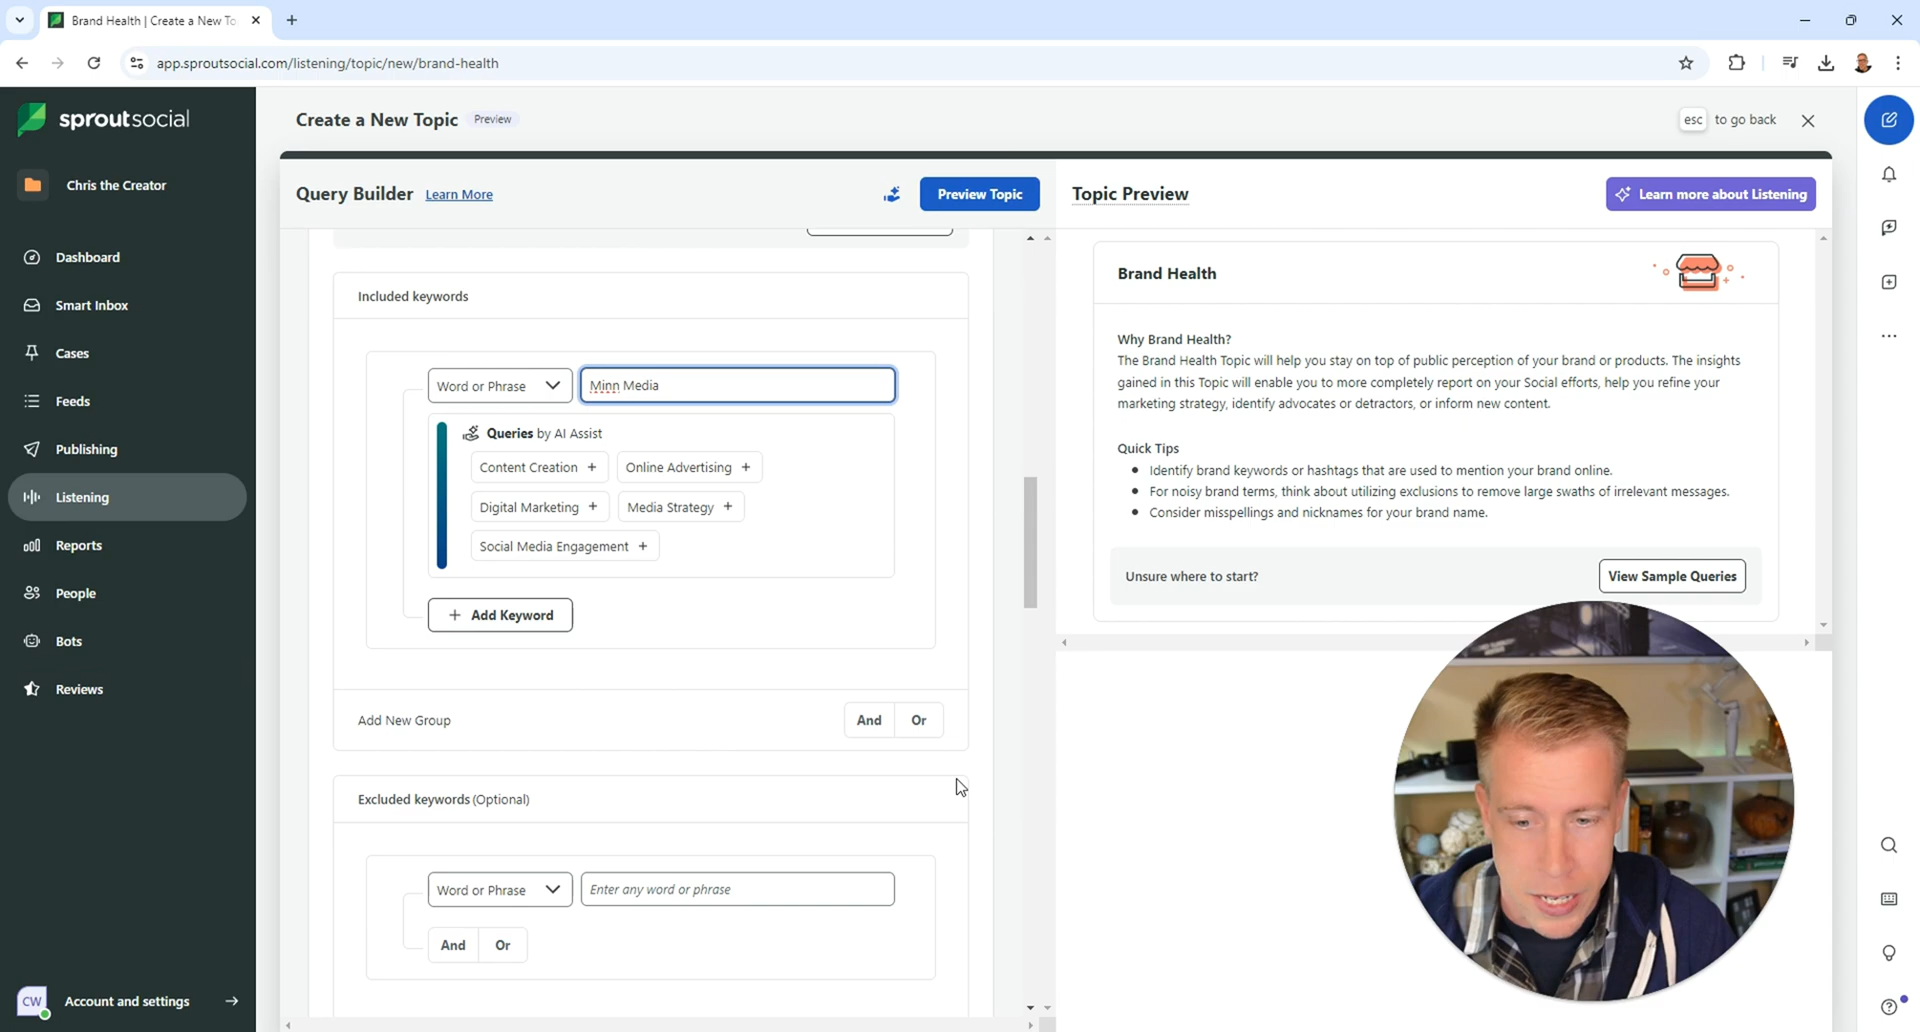 Brand Health | Create a New To
app.sproutsocial.com/listening/topic/new/brand-health
sproutsocial
Chris the Creator
Dashboard
Smart Inbox
Cases
Feeds
Publishing
Listening
Reports
People
Bots
Reviews
CW
Account and settings
Create a New Topic
Preview
esc to go back
Query Builder
Learn More
Preview Topic
Included keywords
Word or Phrase
Minn Media
Queries by AI Assist
Content Creation +
Online Advertising +
Digital Marketing +
Media Strategy +
Social Media Engagement +
+ Add Keyword
Add New Group
And
Or
Excluded keywords (Optional)
Word or Phrase
Enter any word or phrase
And
Or
Topic Preview
Learn more about Listening
Brand Health
Why Brand Health?
The Brand Health Topic will help you stay on top of public perception of your brand or products. The insights
gained in this Topic will enable you to more completely report on your Social efforts, help you refine your
marketing strategy, identify advocates or detractors, or inform new content.
Quick Tips
• Identify brand keywords or hashtags that are used to mention your brand online.
• For noisy brand terms, think about utilizing exclusions to remove large swaths of irrelevant messages.
• Consider misspellings and nicknames for your brand name.
Unsure where to start?
View Sample Queries